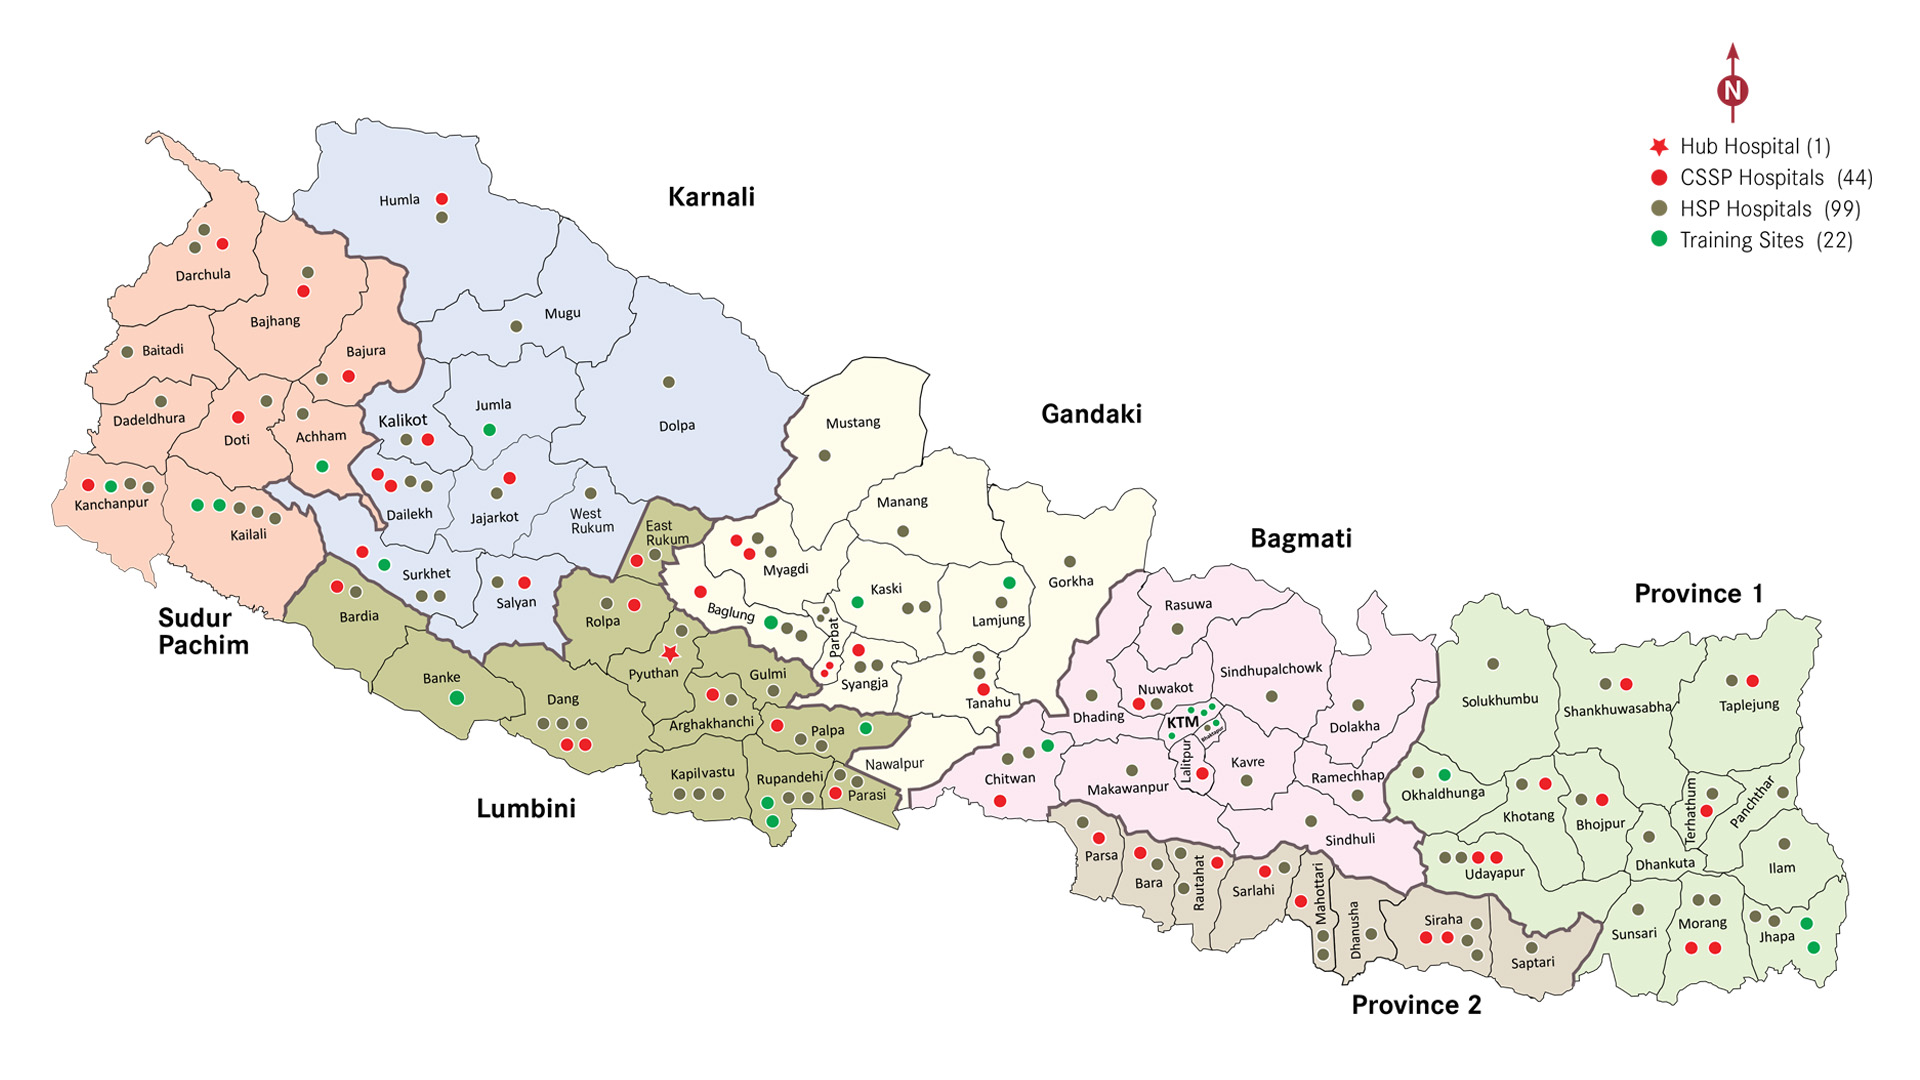 N
Hub Hospital (1)
CSSP Hospitals (44)
HSP Hospitals (99)
Training Sites (22)
Karnali
Humla
Darchula
Bajhang
Mugu
Baitadi
Bajura
Dadeldhura
Doti
Achham
Kalikot
Jumla
Dolpa
Kanchanpur
Kailali
Dailekh
Jajarkot
West
Rukum
Surkhet
Salyan
Sudur
Pachim
Gandaki
Mustang
Manang
Myagdi
Kaski
Gorkha
Baglung
Parbat
Lamjung
Syangja
Tanahu
Nawalpur
East
Rukum
Bardia
Rolpa
Banke
Pyuthan
Gulmi
Dang
Arghakhanchi
Palpa
Kapilvastu
Rupandehi
Parasi
Lumbini
Bagmati
Rasuwa
Sindhupalchowk
Nuwakot
Dhading
KTM
Bhaktapur
Dolakha
Lalitpur
Kavre
Chitwan
Makawanpur
Ramechhap
Sindhuli
Province 1
Solukhumbu
Shankhuwasabha
Taplejung
Okhaldhunga
Khotang
Bhojpur
Terhathum
Panchthar
Dhankuta
Udayapur
Ilam
Sunsari
Morang
Jhapa
Parsa
Bara
Rautahat
Sarlahi
Mahottari
Dhanusha
Siraha
Saptari
Province 2